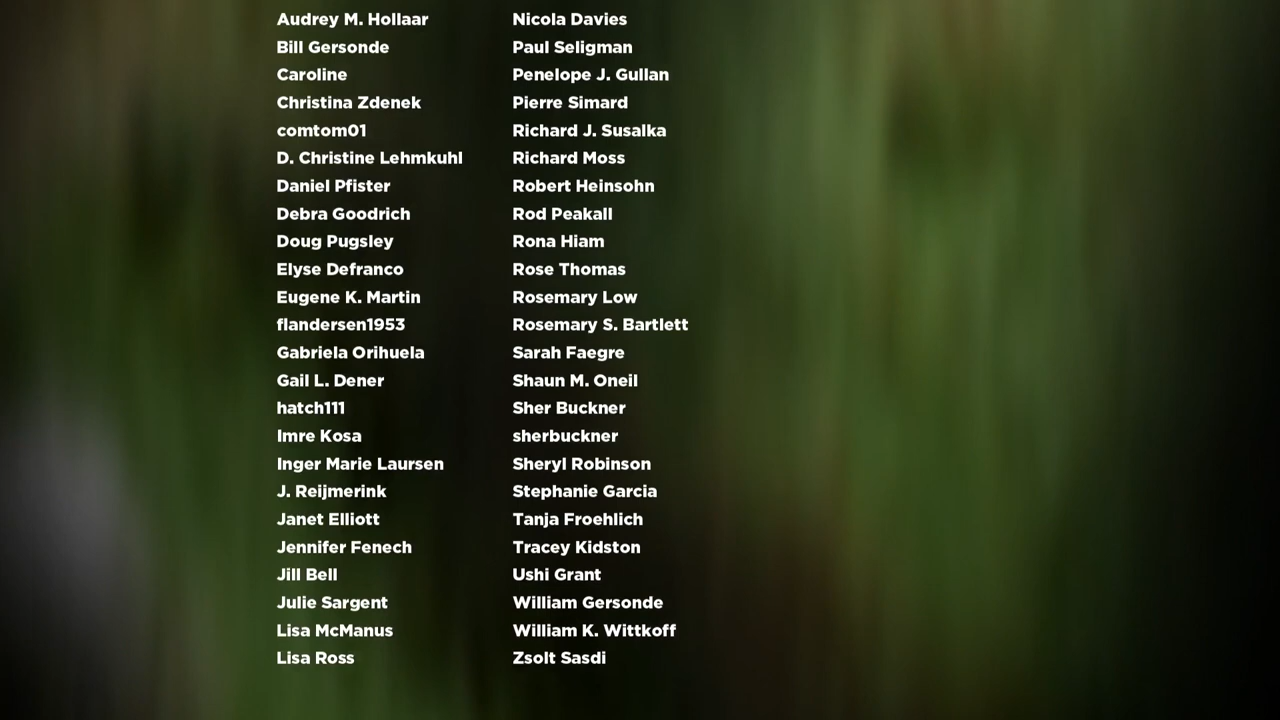 Audrey M. Hollaar
Bill Gersonde
Caroline
Christina Zdenek
comtom01
D. Christine Lehmkuhl
Daniel Pfister
Debra Goodrich
Doug Pugsley
Elyse Defranco
Eugene K. Martin
flandersen1953
Gabriela Orihuela
Gail L. Dener
hatch111
Imre Kosa
Inger Marie Laursen
J. Reijmerink
Janet Elliott
Jennifer Fenech
Jill Bell
Julie Sargent
Lisa McManus
Lisa Ross
Nicola Davies
Paul Seligman
Penelope J. Gullan
Pierre Simard
Richard J. Susalka
Richard Moss
Robert Heinsohn
Rod Peakall
Rona Hiam
Rose Thomas
Rosemary Low
Rosemary S. Bartlett
Sarah Faegre
Shaun M. Oneil
Sher Buckner
sherbuckner
Sheryl Robinson
Stephanie Garcia
Tanja Froehlich
Tracey Kidston
Ushi Grant
William Gersonde
William K. Wittkoff
Zsolt Sasdi